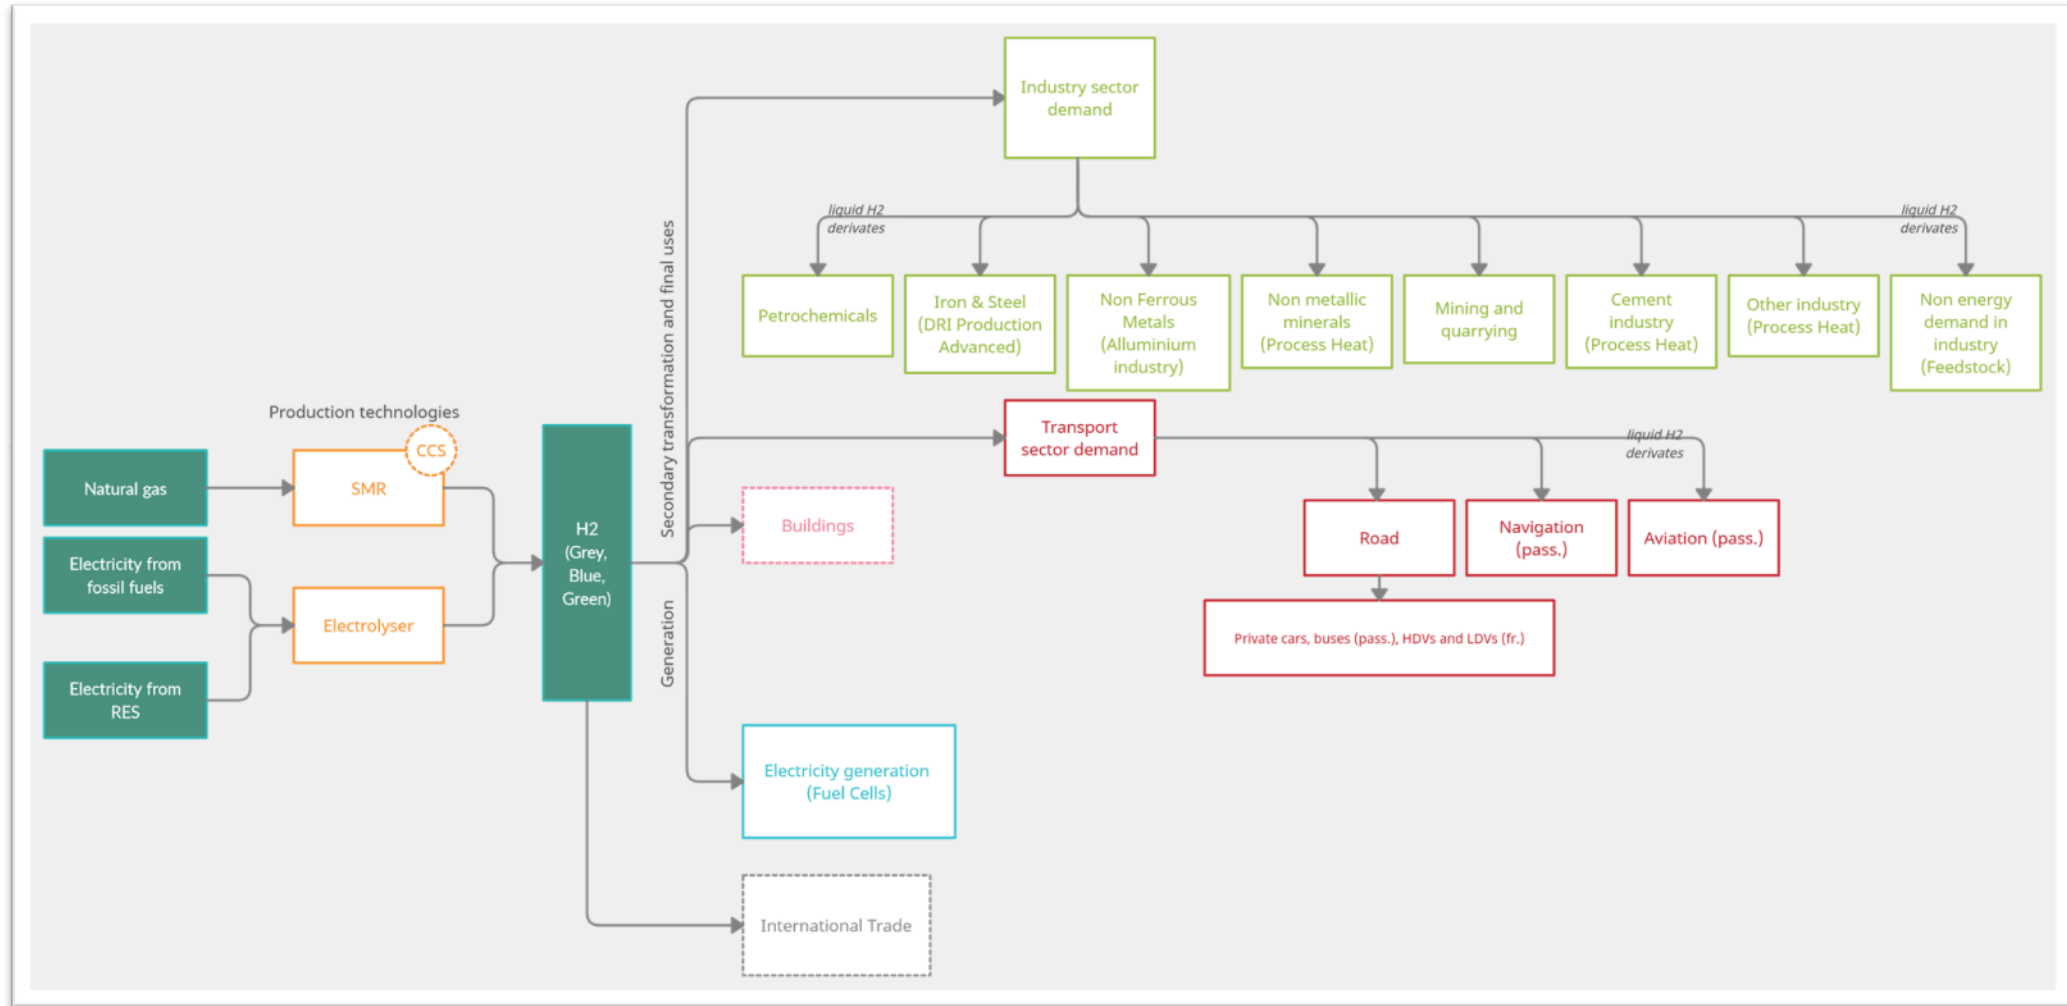 Industry sector
demand
liquid H2
derivates
liquid H2
derivates
Petrochemicals
Iron & Steel
(DRI Production
Advanced)
Non Ferrous
Metals
(Alluminium
industry)
Non metallic
minerals
(Process Heat)
Mining and
quarrying
Cement
industry
(Process Heat)
Other industry
(Process Heat)
Non energy
demand in
industry
(Feedstock)
Secondary transformation and final uses
Production technologies
CCS
Natural gas
SMR
Electricity from
fossil fuels
Electrolyser
Electricity from
RES
H2
(Grey,
Blue,
Green)
Transport
sector demand
liquid H2
derivates
Buildings
Road
Navigation
(pass.)
Aviation (pass.)
Private cars, buses (pass.), HDVs and LDVs (fr.)
Generation
Electricity generation
(Fuel Cells)
International Trade